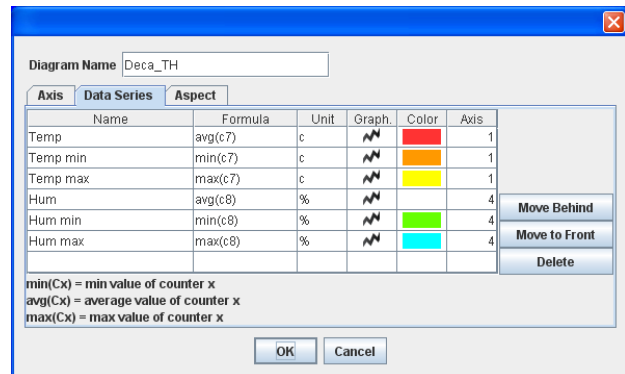 Diagram Name Deca_TH
Axis Data Series Aspect
Name Formula Unit Graph. Color Axis
Temp avg(c7) c 1
Temp min min(c7) c 1
Temp max max(c7) c 1
Hum avg(c8) % 4
Hum min min(c8) % 4
Hum max max(c8) % 4
Move Behind
Move to Front
Delete
min(Cx) = min value of counter x
avg(Cx) = average value of counter x
max(Cx) = max value of counter x
OK Cancel